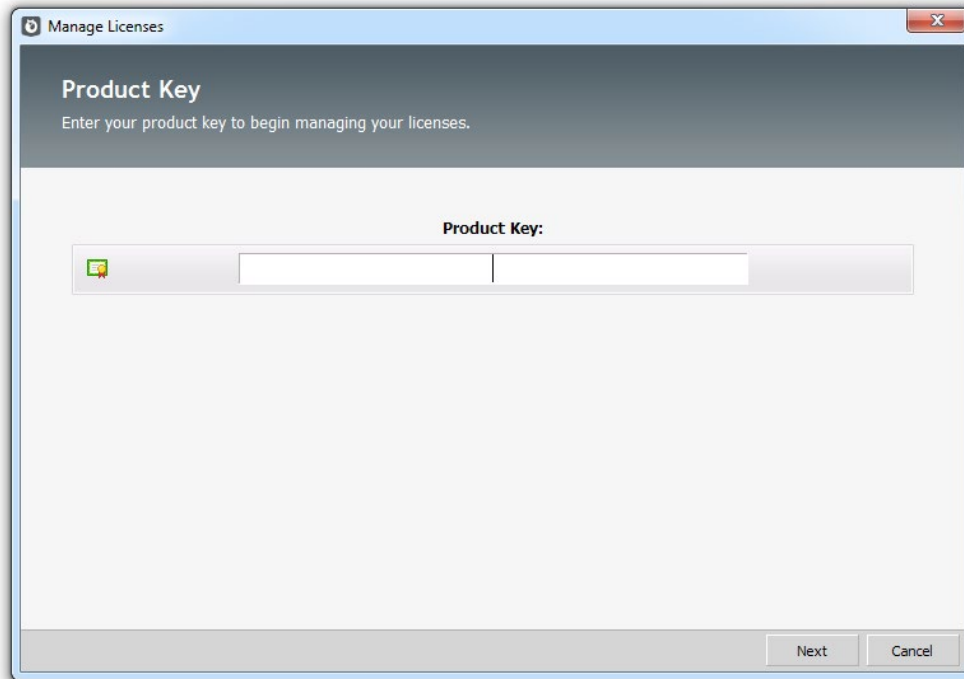 Manage Licenses
Product Key
Enter your product key to begin managing your licenses.
Product Key:
Next
Cancel